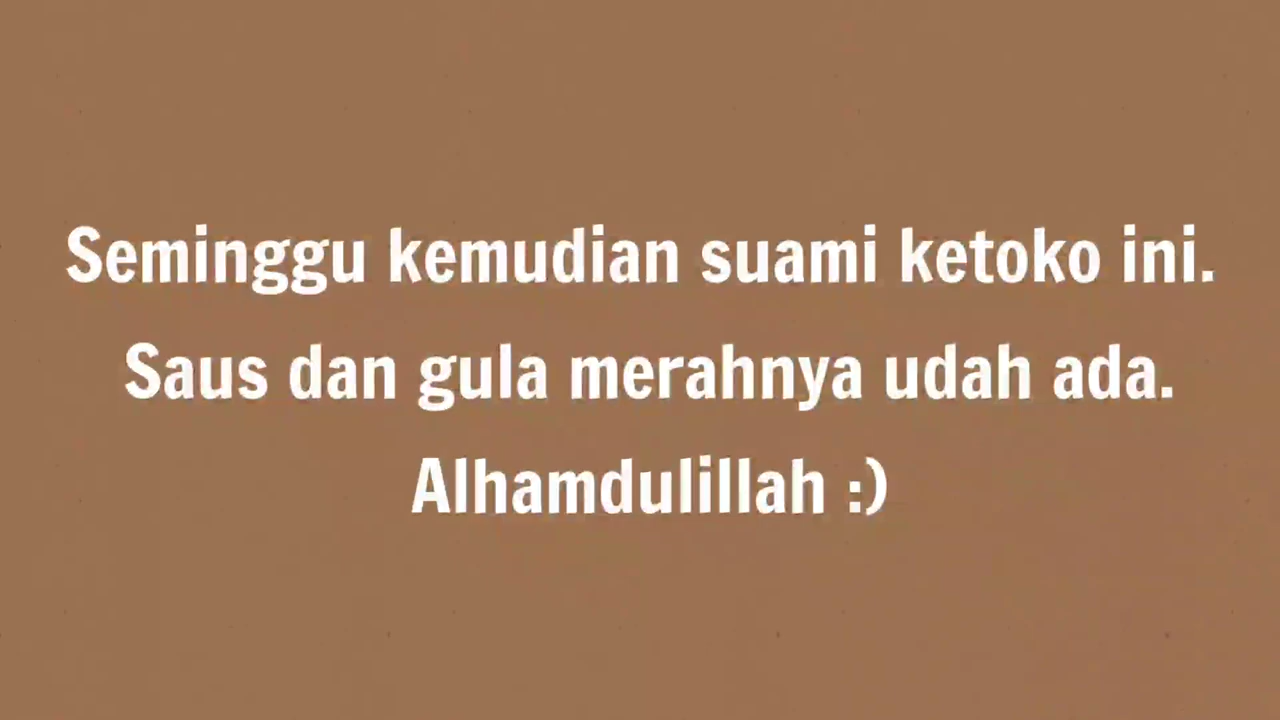 Seminggu kemudian suami ketoko ini.
Saus dan gula merahnya udah ada.
Alhamdulillah :)